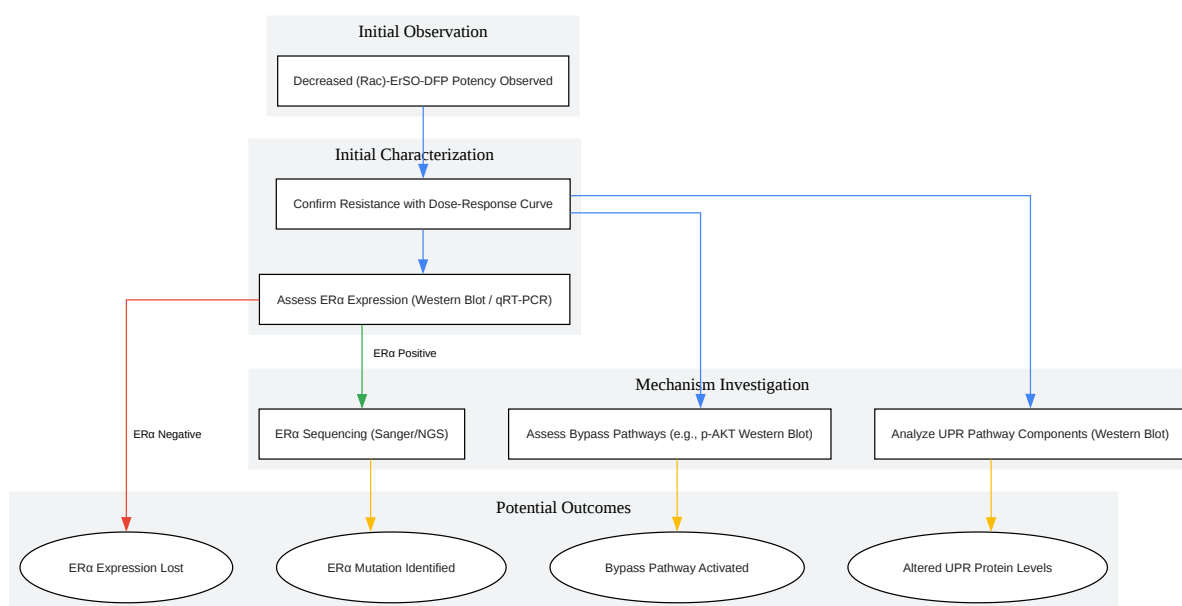 Initial Observation
Decreased (Rac)-ErSO-DFP Potency Observed
Initial Characterization
Confirm Resistance with Dose-Response Curve
Assess ERα Expression (Western Blot / qRT-PCR)
ERα Positive
Mechanism Investigation
ERα Sequencing (Sanger/NGS)
Assess Bypass Pathways (e.g., p-AKT Western Blot)
Analyze UPR Pathway Components (Western Blot)
ERα Negative
Potential Outcomes
ERα Expression Lost
ERα Mutation Identified
Bypass Pathway Activated
Altered UPR Protein Levels